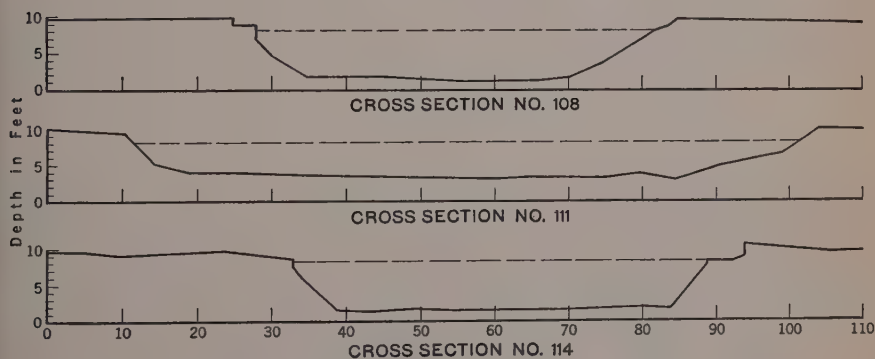 10
5
0
CROSS SECTION NO. 108
10
5
0
CROSS SECTION NO. 111
10
5
0
0 10 20 30 40 50 60 70 80 90 100 110
CROSS SECTION NO. 114
Depth in Feet